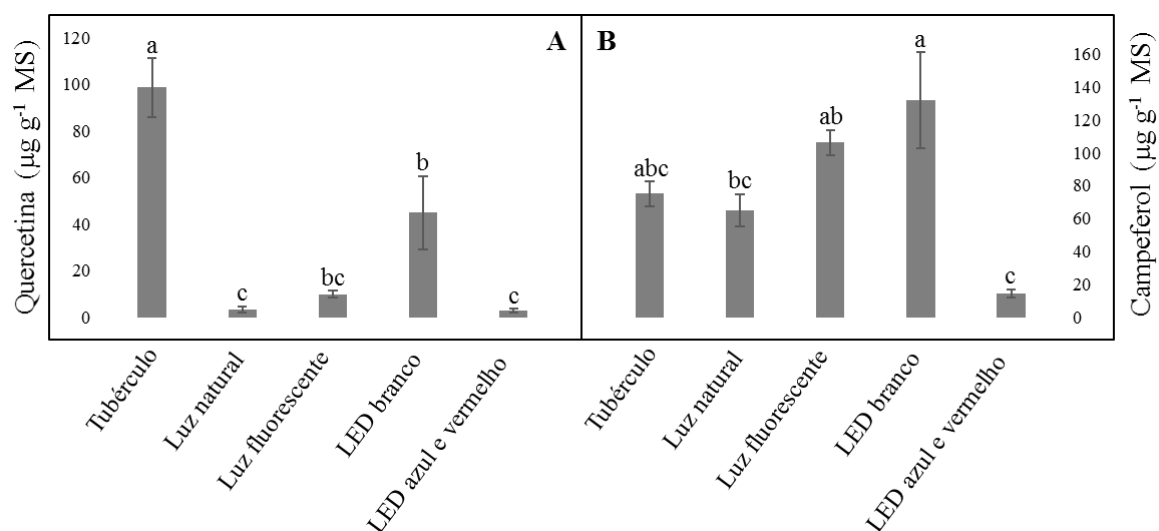 Quercetina (µg g-1 MS)
120
100
80
60
40
20
0
A
a
c
bc
b
c
Tubérculo
Luz natural
Luz fluorescente
LED branco
LED azul e vermelho
B
abc
bc
ab
a
c
160
140
120
100
80
60
40
20
0
Campeferol (µg g-1 MS)
Tubérculo
Luz natural
Luz fluorescente
LED branco
LED azul e vermelho